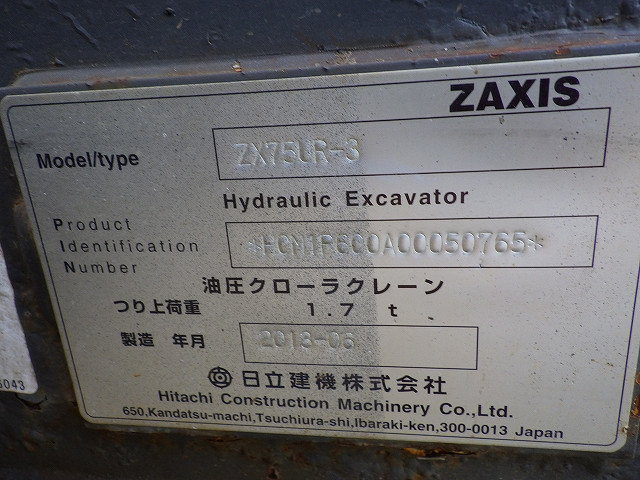 ZAXIS
Model/type ZX75UR-3
Hydraulic Excavator
Product
Identification *HCM1P600A00050765*
Number
油圧クローラクレーン
つり上荷重 1.7 t
製造 年月 2013-06
日立建機株式会社
Hitachi Construction Machinery Co.,Ltd.
650,Kandatsu-machi,Tsuchiura-shi,Ibaraki-ken,300-0013 Japan
6043